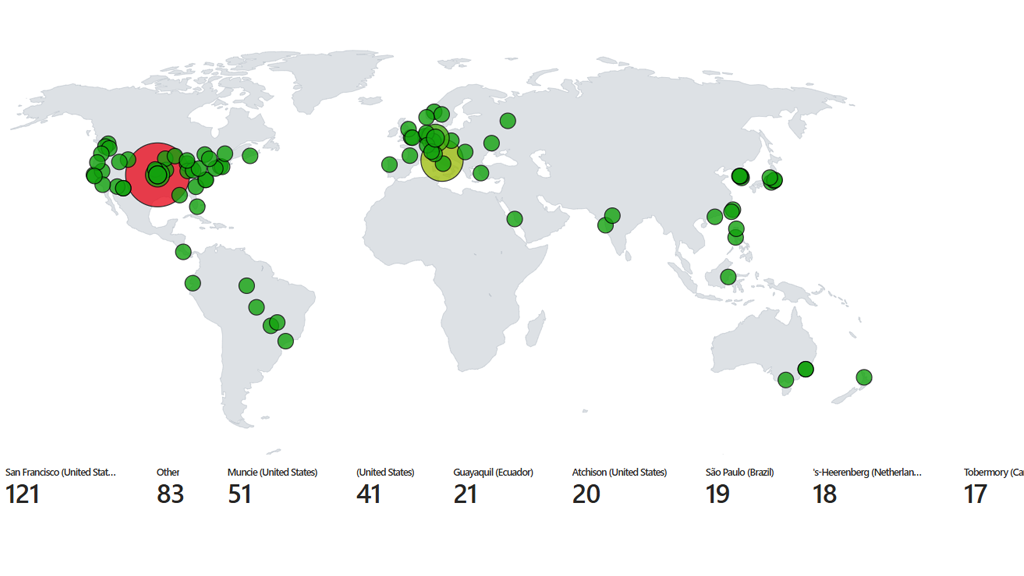 San Francisco (United Stat...
Other
Muncie (United States)
(United States)
Guayaquil (Ecuador)
Atchison (United States)
São Paulo (Brazil)
's-Heerenberg (Netherlan...
Tobermory (Ca
121
83
51
41
21
20
19
18
17